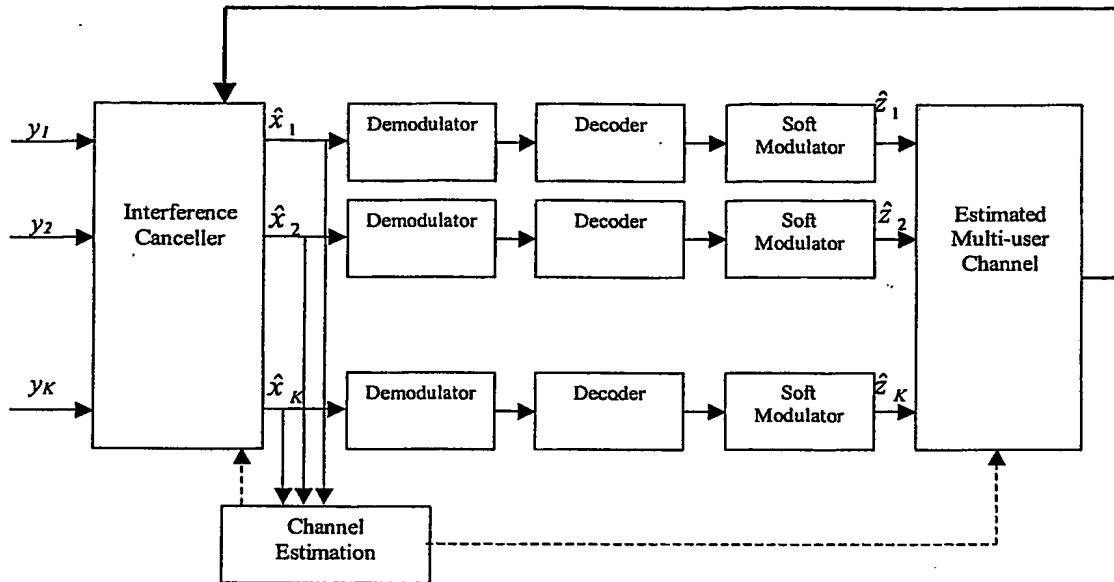 y1
x̂1
Demodulator
Decoder
Soft
Modulator
ẑ1
y2
Interference
Canceller
x̂2
Demodulator
Decoder
Soft
Modulator
ẑ2
Estimated
Multi-user
Channel
yK
x̂K
Demodulator
Decoder
Soft
Modulator
ẑK
Channel
Estimation